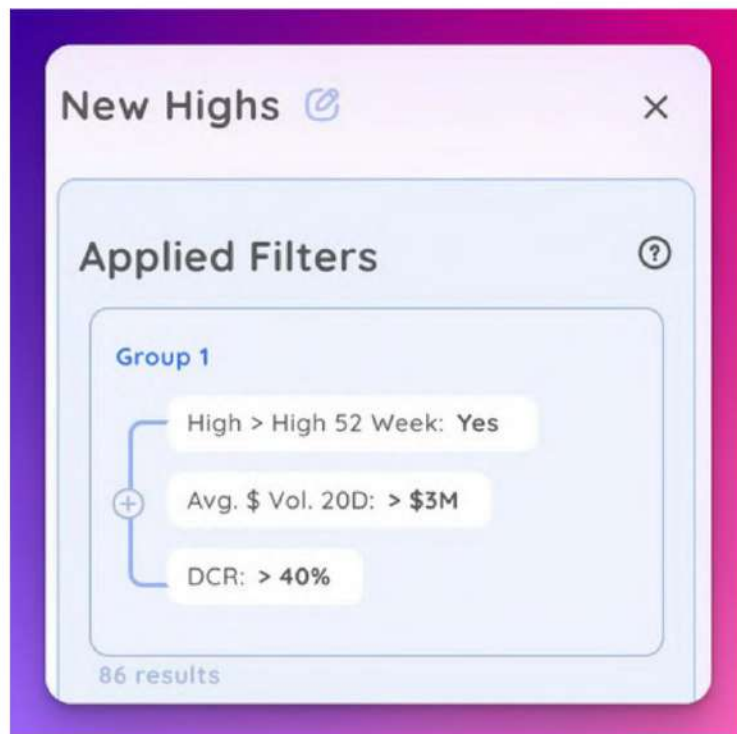 New Highs
Applied Filters
Group 1
High > High 52 Week: Yes
Avg. $ Vol. 20D: > $3M
DCR: > 40%
86 results